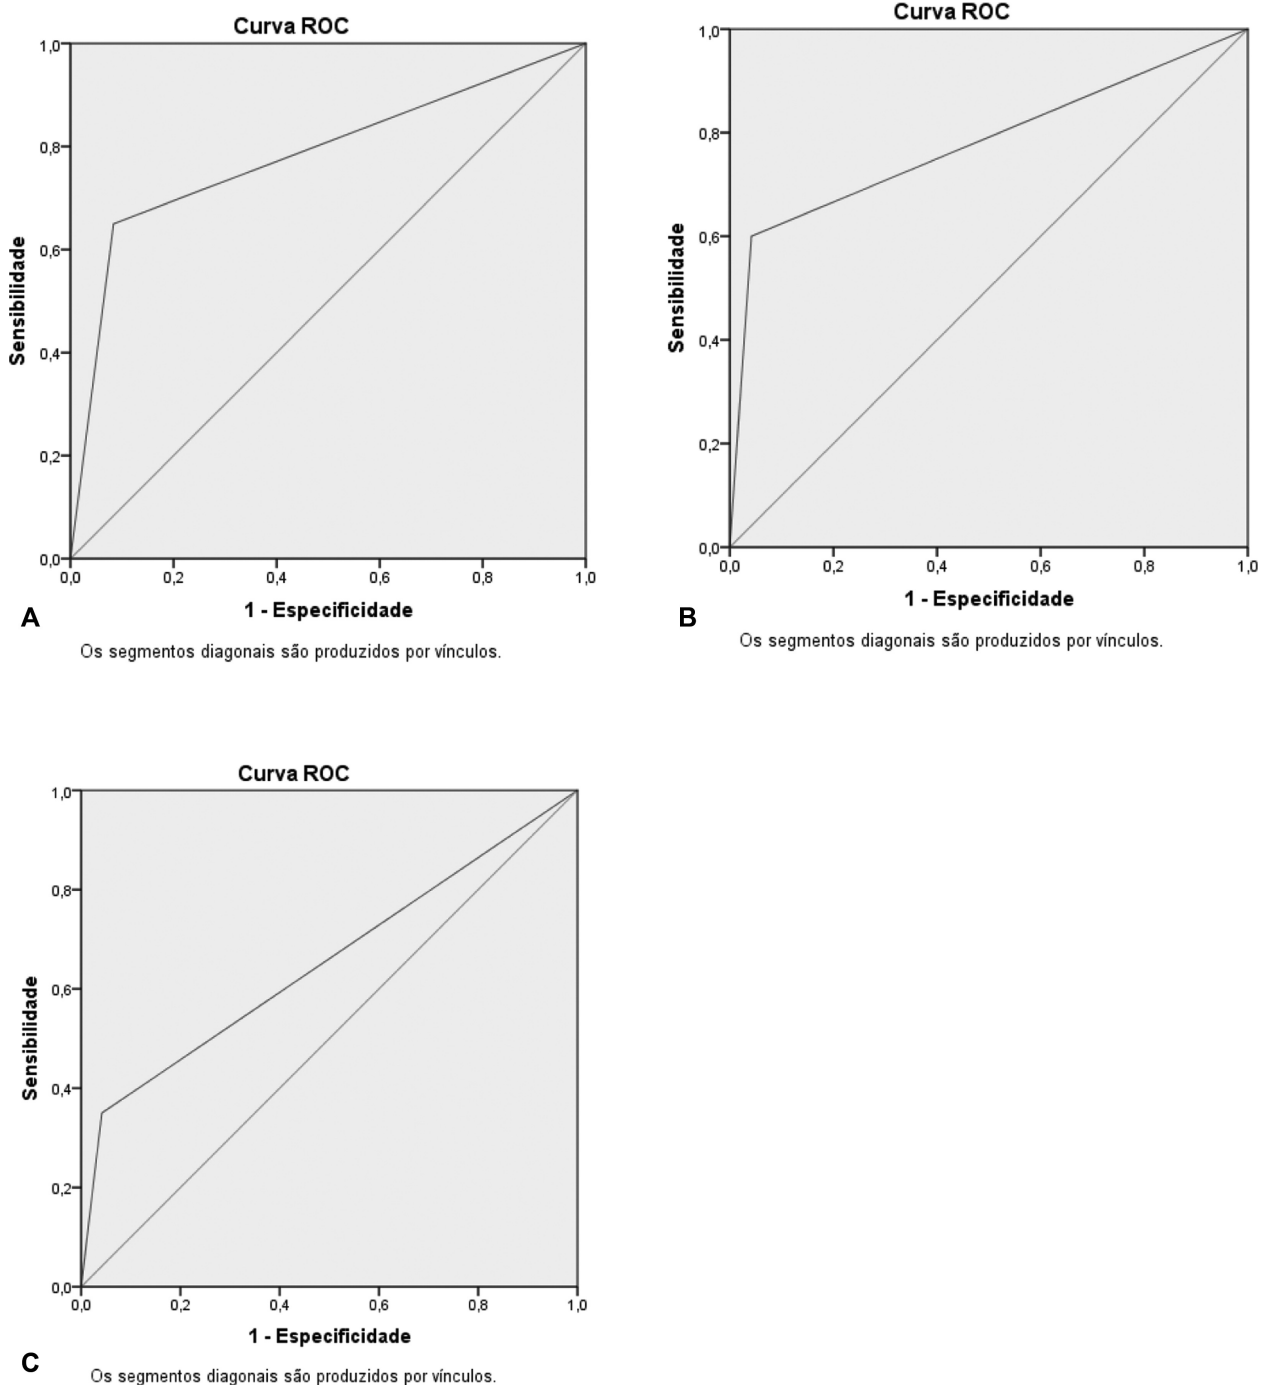 Curva ROC
1,0
0,8
0,6
0,4
0,2
0,0
Sensibilidade
0,0 0,2 0,4 0,6 0,8 1,0
1 - Especificidade
A
Os segmentos diagonais são produzidos por vínculos.
Curva ROC
1,0
0,8
0,6
0,4
0,2
0,0
Sensibilidade
0,0 0,2 0,4 0,6 0,8 1,0
1 - Especificidade
B
Os segmentos diagonais são produzidos por vínculos.
Curva ROC
1,0
0,8
0,6
0,4
0,2
0,0
Sensibilidade
0,0 0,2 0,4 0,6 0,8 1,0
1 - Especificidade
C
Os segmentos diagonais são produzidos por vínculos.